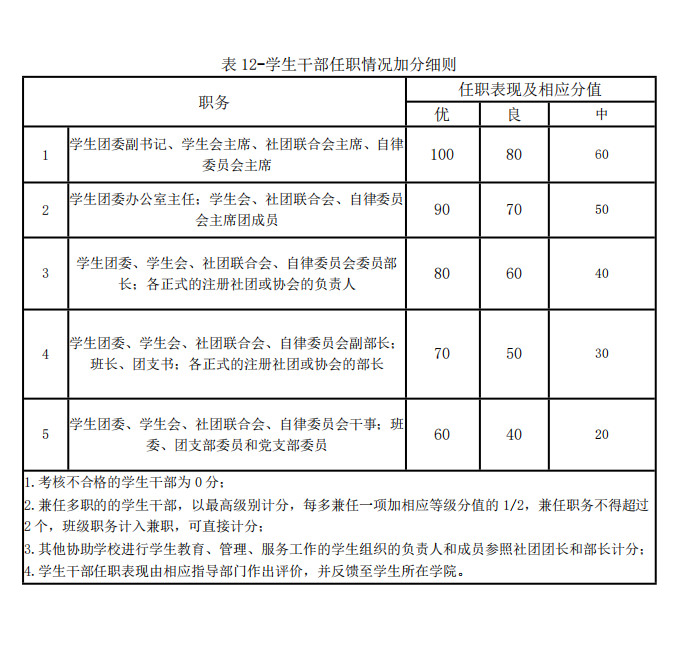 表 12-学生干部任职情况加分细则
职务
任职表现及相应分值
优 良 中
1 学生团委副书记、学生会主席、社团联合会主席、自律
委员会主席 100 80 60
2 学生团委办公室主任；学生会、社团联合会、自律委员
会主席团成员 90 70 50
3 学生团委、学生会、社团联合会、自律委员会委员部
长；各正式的注册社团或协会的负责人 80 60 40
4 学生团委、学生会、社团联合会、自律委员会副部长；
班长、团支书；各正式的注册社团或协会的部长 70 50 30
5 学生团委、学生会、社团联合会、自律委员会干事；班
委、团支部委员和党支部委员 60 40 20
1.考核不合格的学生干部为 0 分；
2.兼任多职的的学生干部，以最高级别计分，每多兼任一项加相应等级分值的 1/2，兼任职务不得超过
2 个，班级职务计入兼职，可直接计分；
3.其他协助学校进行学生教育、管理、服务工作的学生组织的负责人和成员参照社团团长和部长计分；
4.学生干部任职表现由相应指导部门作出评价，并反馈至学生所在学院。